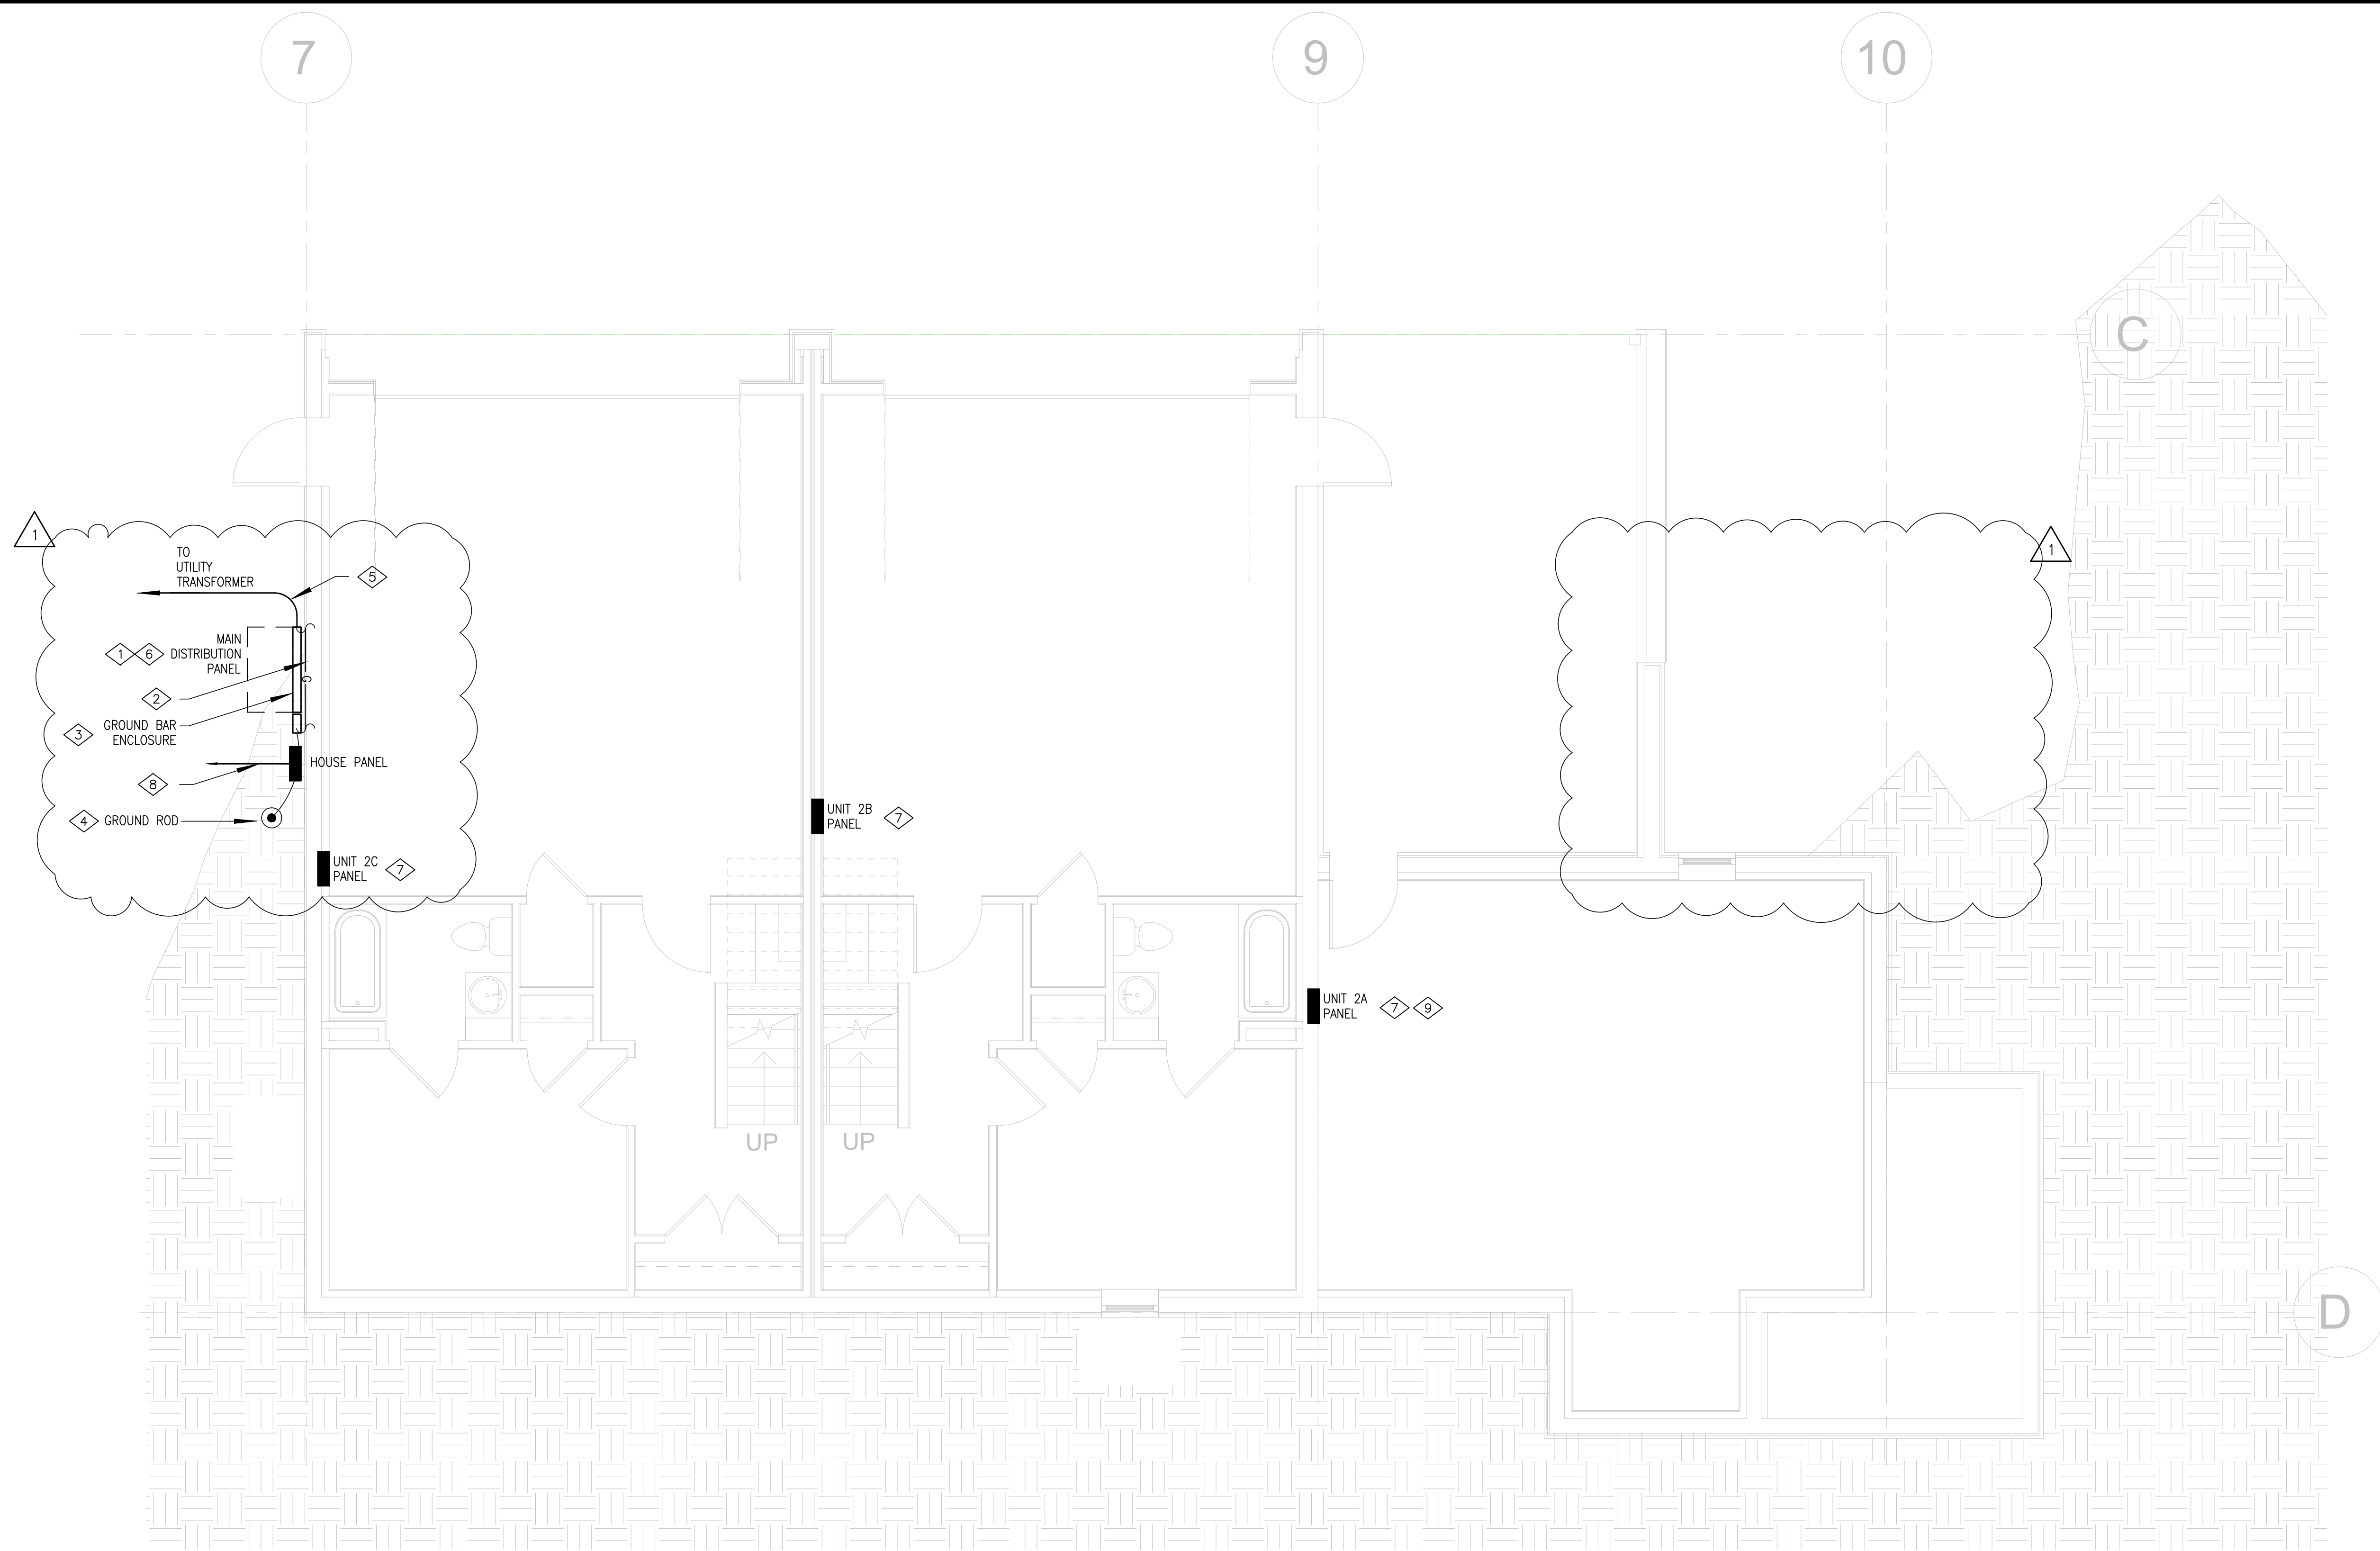 7
9
10
C
1
TO
UTILITY
TRANSFORMER
5
1
MAIN
1 6 DISTRIBUTION
PANEL
2
3 GROUND BAR
ENCLOSURE
G
HOUSE PANEL
8
4 GROUND ROD
UNIT 2B
PANEL 7
UNIT 2C
PANEL 7
UNIT 2A
PANEL 7 9
UP
UP
D